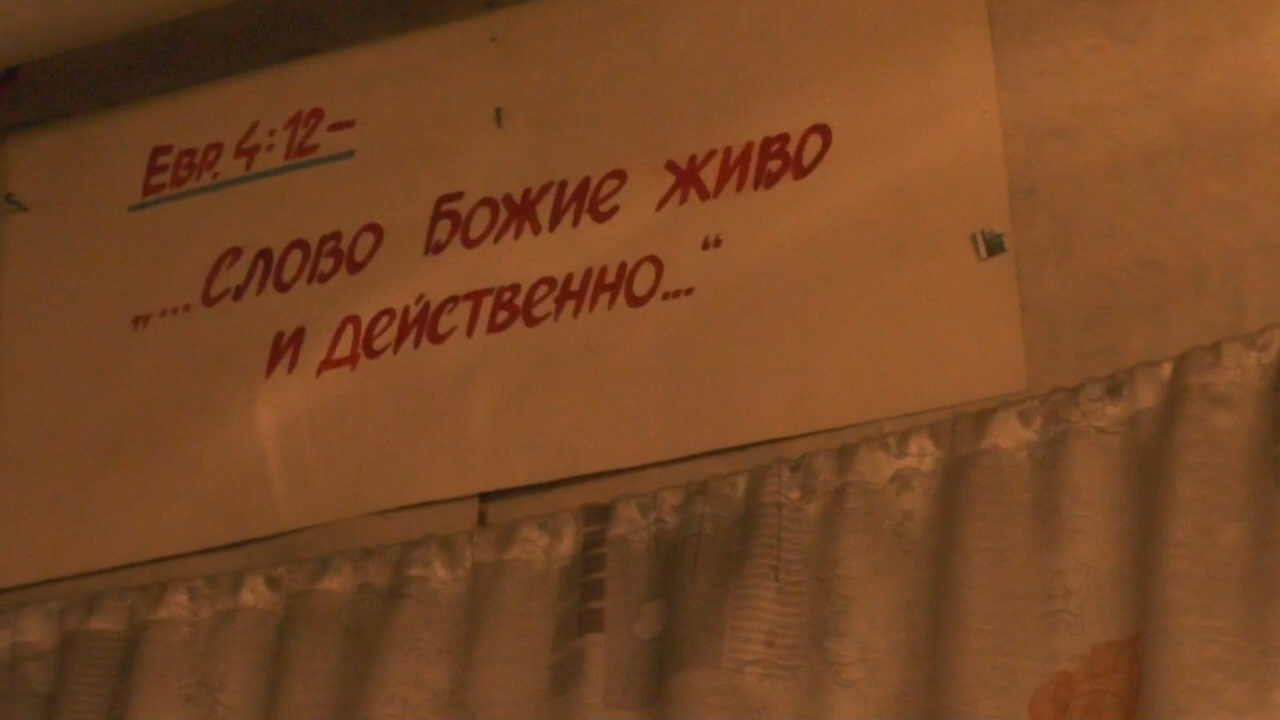 Евр. 4:12–
„...Слово Божие живо
и действенно...“